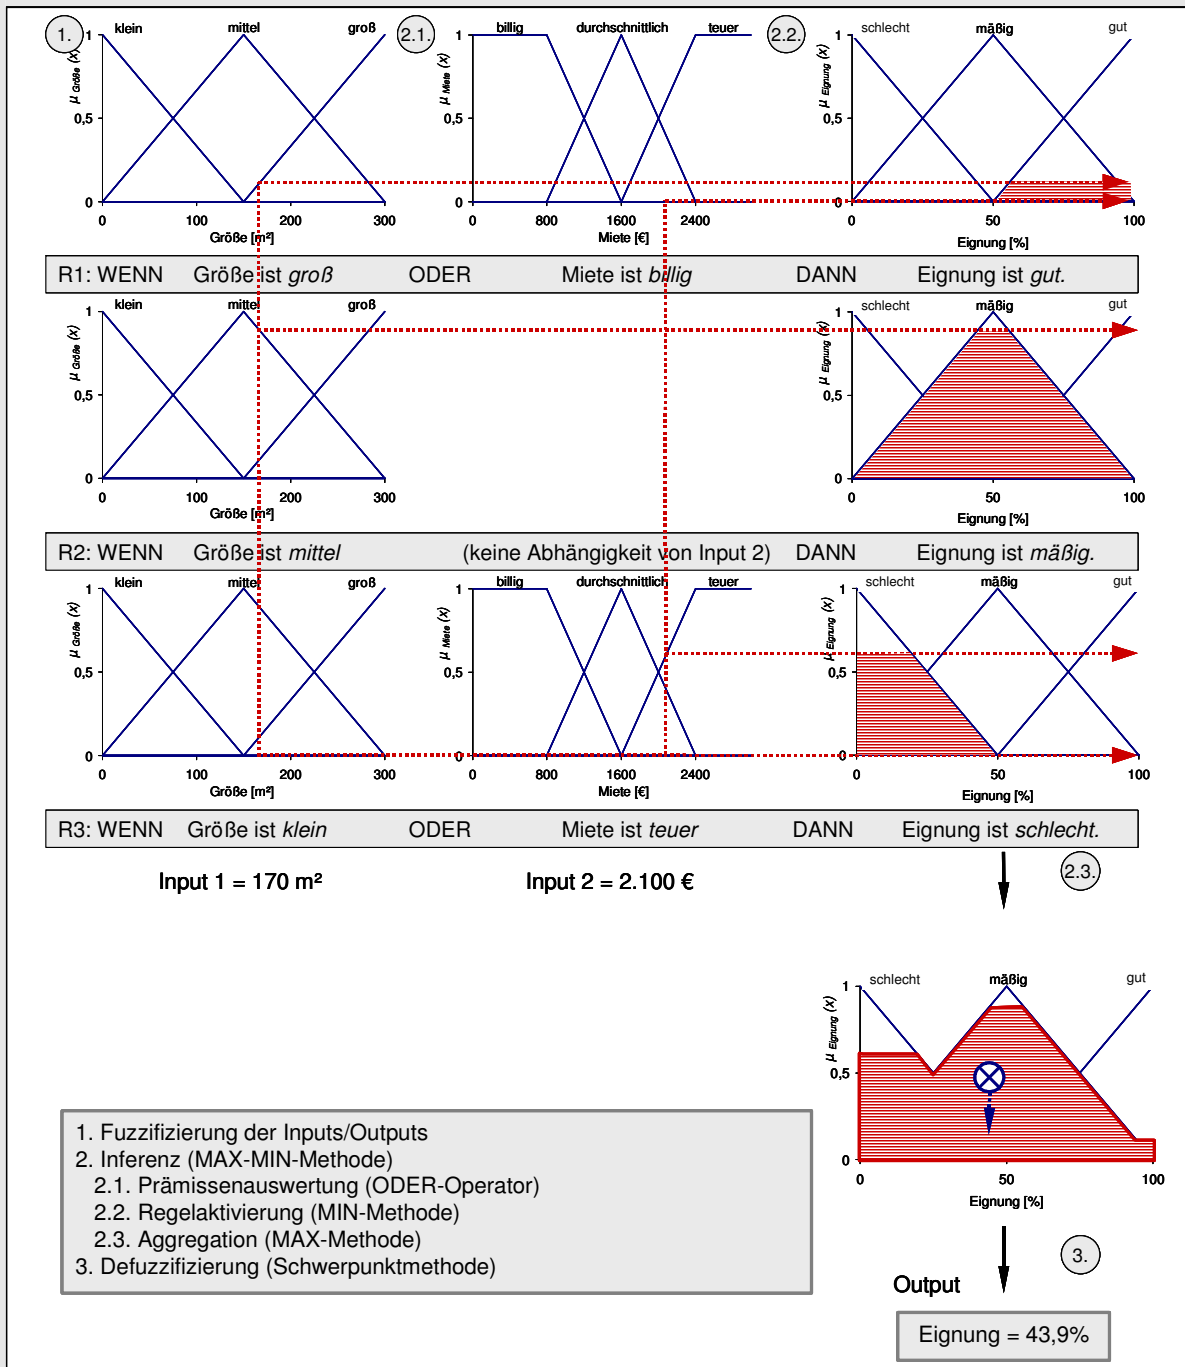 1. klein mittel groß 2.1. billig durchschnittlich teuer 2.2. schlecht mäßig gut
μ Größe (x) μ Miete (x) μ Eignung (x)
1 1 1
0,5 0,5 0,5
0 0 0
0 100 200 300 0 800 1600 2400 0 50 100
Größe [m²] Miete [€] Eignung [%]
R1: WENN Größe ist groß ODER Miete ist billig DANN Eignung ist gut.
klein mittel groß schlecht mäßig gut
μ Größe (x) μ Eignung (x)
1 1
0,5 0,5
0 0
0 100 200 300 0 50 100
Größe [m²] Eignung [%]
R2: WENN Größe ist mittel (keine Abhängigkeit von Input 2) DANN Eignung ist mäßig.
klein mittel groß billig durchschnittlich teuer schlecht mäßig gut
μ Größe (x) μ Miete (x) μ Eignung (x)
1 1 1
0,5 0,5 0,5
0 0 0
0 100 200 300 0 800 1600 2400 0 50 100
Größe [m²] Miete [€] Eignung [%]
R3: WENN Größe ist klein ODER Miete ist teuer DANN Eignung ist schlecht.
Input 1 = 170 m² Input 2 = 2.100 € 2.3.
schlecht mäßig gut
μ Eignung (x)
1
0,5
0
0 50 100
Eignung [%]
1. Fuzzifizierung der Inputs/Outputs
2. Inferenz (MAX-MIN-Methode)
2.1. Prämissenauswertung (ODER-Operator)
2.2. Regelaktivierung (MIN-Methode)
2.3. Aggregation (MAX-Methode)
3. Defuzzifizierung (Schwerpunktmethode)
3.
Output
Eignung = 43,9%